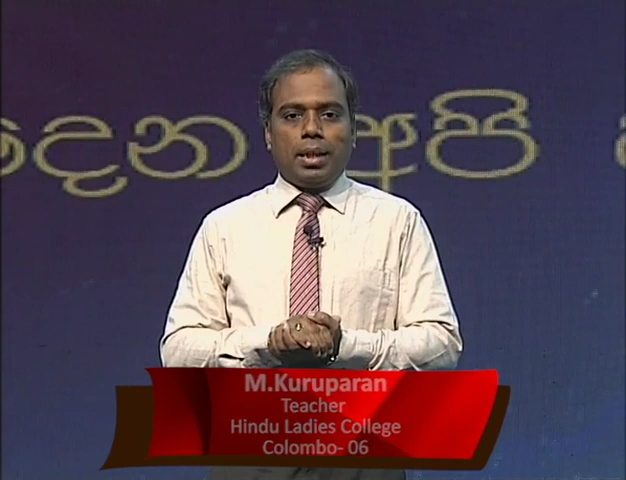 දෙන අපි
M.Kuruparan
Teacher
Hindu Ladies College
Colombo- 06